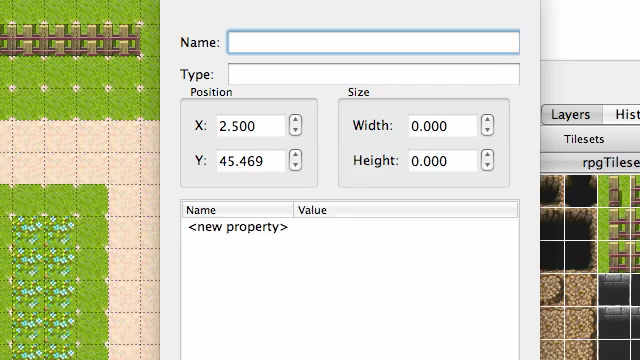 Name:
Type:
Position
Size
X: 2.500
Width: 0.000
Y: 45.469
Height: 0.000
Name Value
<new property>
Layers
Tilesets